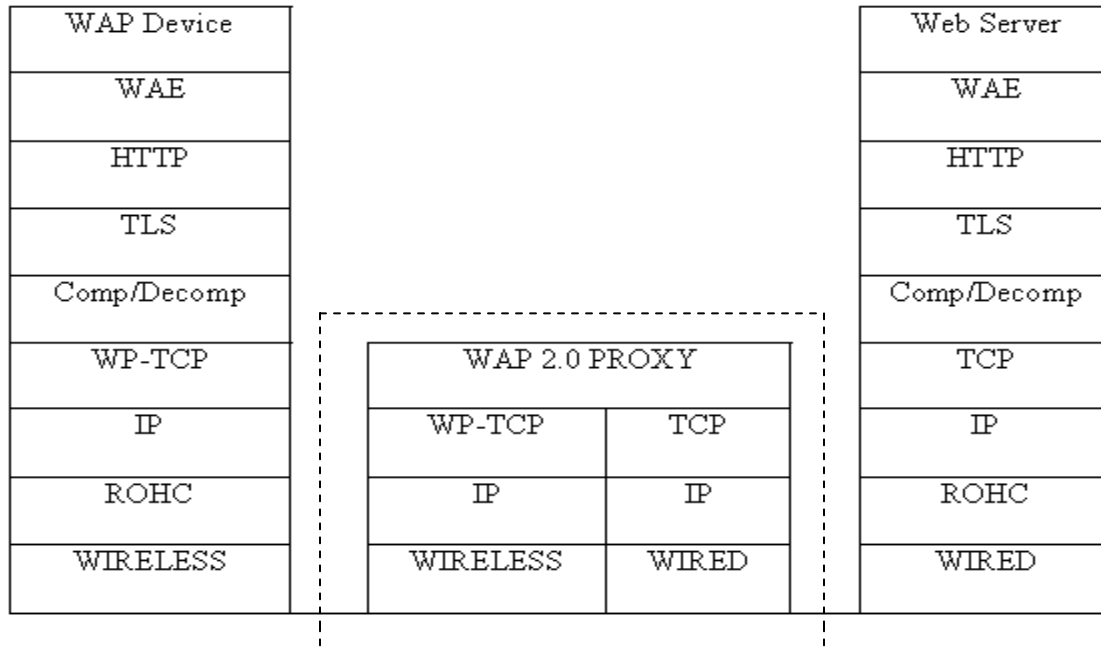 WAP Device
WAE
HTTP
TLS
Comp/Decomp
WP-TCP
IP
ROHC
WIRELESS
WAP 2.0 PROXY
WP-TCP TCP
IP IP
WIRELESS WIRED
Web Server
WAE
HTTP
TLS
Comp/Decomp
TCP
IP
ROHC
WIRED